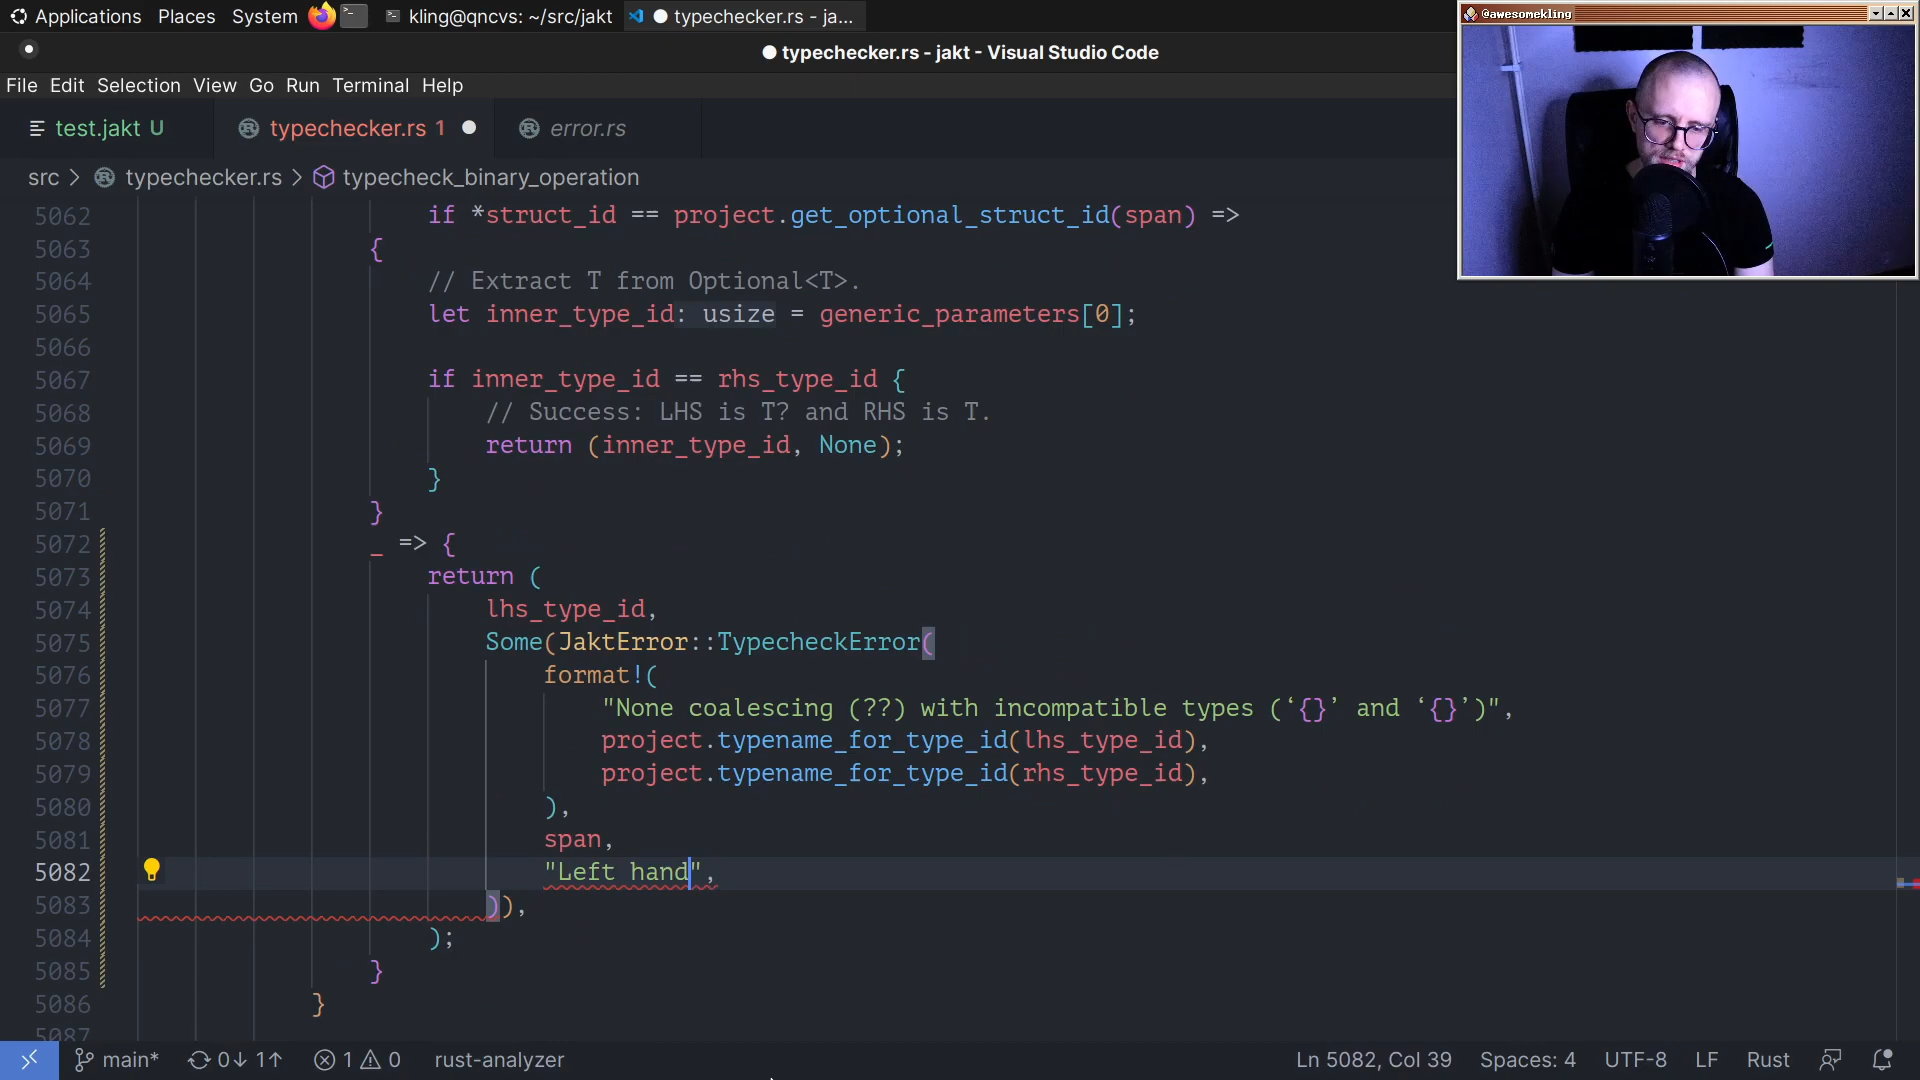 Applications Places System kling@qncvs: ~/src/jakt typechecker.rs - ja...
@awesomekling
typechecker.rs - jakt - Visual Studio Code
File Edit Selection View Go Run Terminal Help
test.jakt U typechecker.rs 1 error.rs
src > typechecker.rs > typecheck_binary_operation
5062 if *struct_id == project.get_optional_struct_id(span) =>
5063 {
5064 // Extract T from Optional<T>.
5065 let inner_type_id: usize = generic_parameters[0];
5066
5067 if inner_type_id == rhs_type_id {
5068 // Success: LHS is T? and RHS is T.
5069 return (inner_type_id, None);
5070 }
5071 }
5072 _ => {
5073 return (
5074 lhs_type_id,
5075 Some(JaktError::TypecheckError(
5076 format!(
5077 "None coalescing (??) with incompatible types (‘{}’ and ‘{}’)",
5078 project.typename_for_type_id(lhs_type_id),
5079 project.typename_for_type_id(rhs_type_id),
5080 ),
5081 span,
5082 "Left hand",
5083 )),
5084 );
5085 }
5086 }
5087
main* 0↓ 1↑ 1 0 rust-analyzer Ln 5082, Col 39 Spaces: 4 UTF-8 LF Rust